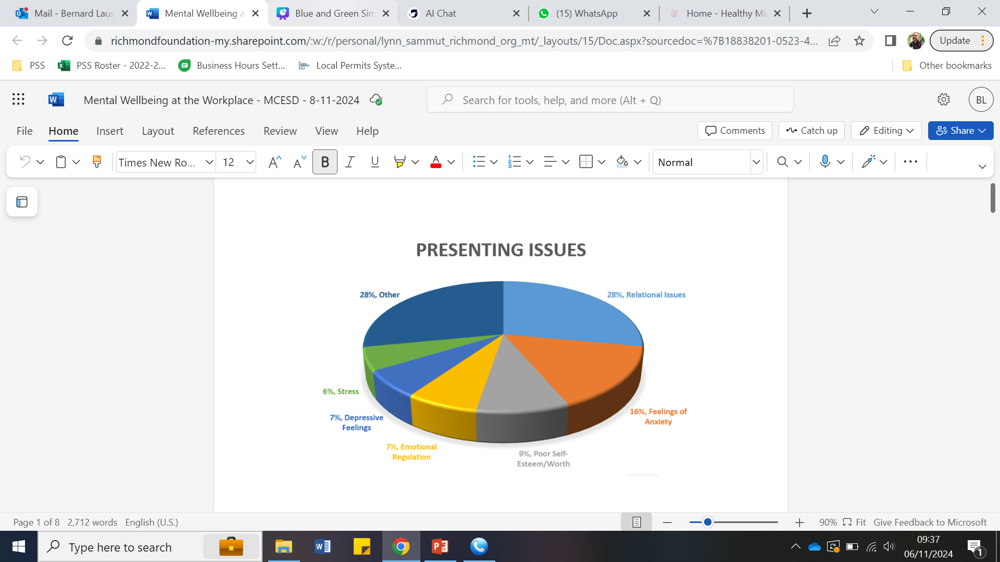 Mail - Bernard Laus
Mental Wellbeing a
Blue and Green Sim
AI Chat
(15) WhatsApp
Home - Healthy Mi
richmondfoundation-my.sharepoint.com/:w:/r/personal/lynn_sammut_richmond_org_mt/_layouts/15/Doc.aspx?sourcedoc=%7B18838201-0523-4...
Update
PSS
PSS Roster - 2022-2...
Business Hours Sett...
Local Permits Syste...
Other bookmarks
W
Mental Wellbeing at the Workplace - MCESD - 8-11-2024
Search for tools, help, and more (Alt + Q)
BL
File Home Insert Layout References Review View Help
Comments
Catch up
Editing
Share
Times New Ro...
12
B I U
Normal
PRESENTING ISSUES
28%, Other
28%, Relational Issues
6%, Stress
7%, Depressive
Feelings
16%, Feelings of
Anxiety
7%, Emotional
Regulation
9%, Poor Self-
Esteem/Worth
Page 1 of 8 2,712 words English (U.S.)
90% Fit Give Feedback to Microsoft
Type here to search
09:37
06/11/2024
1